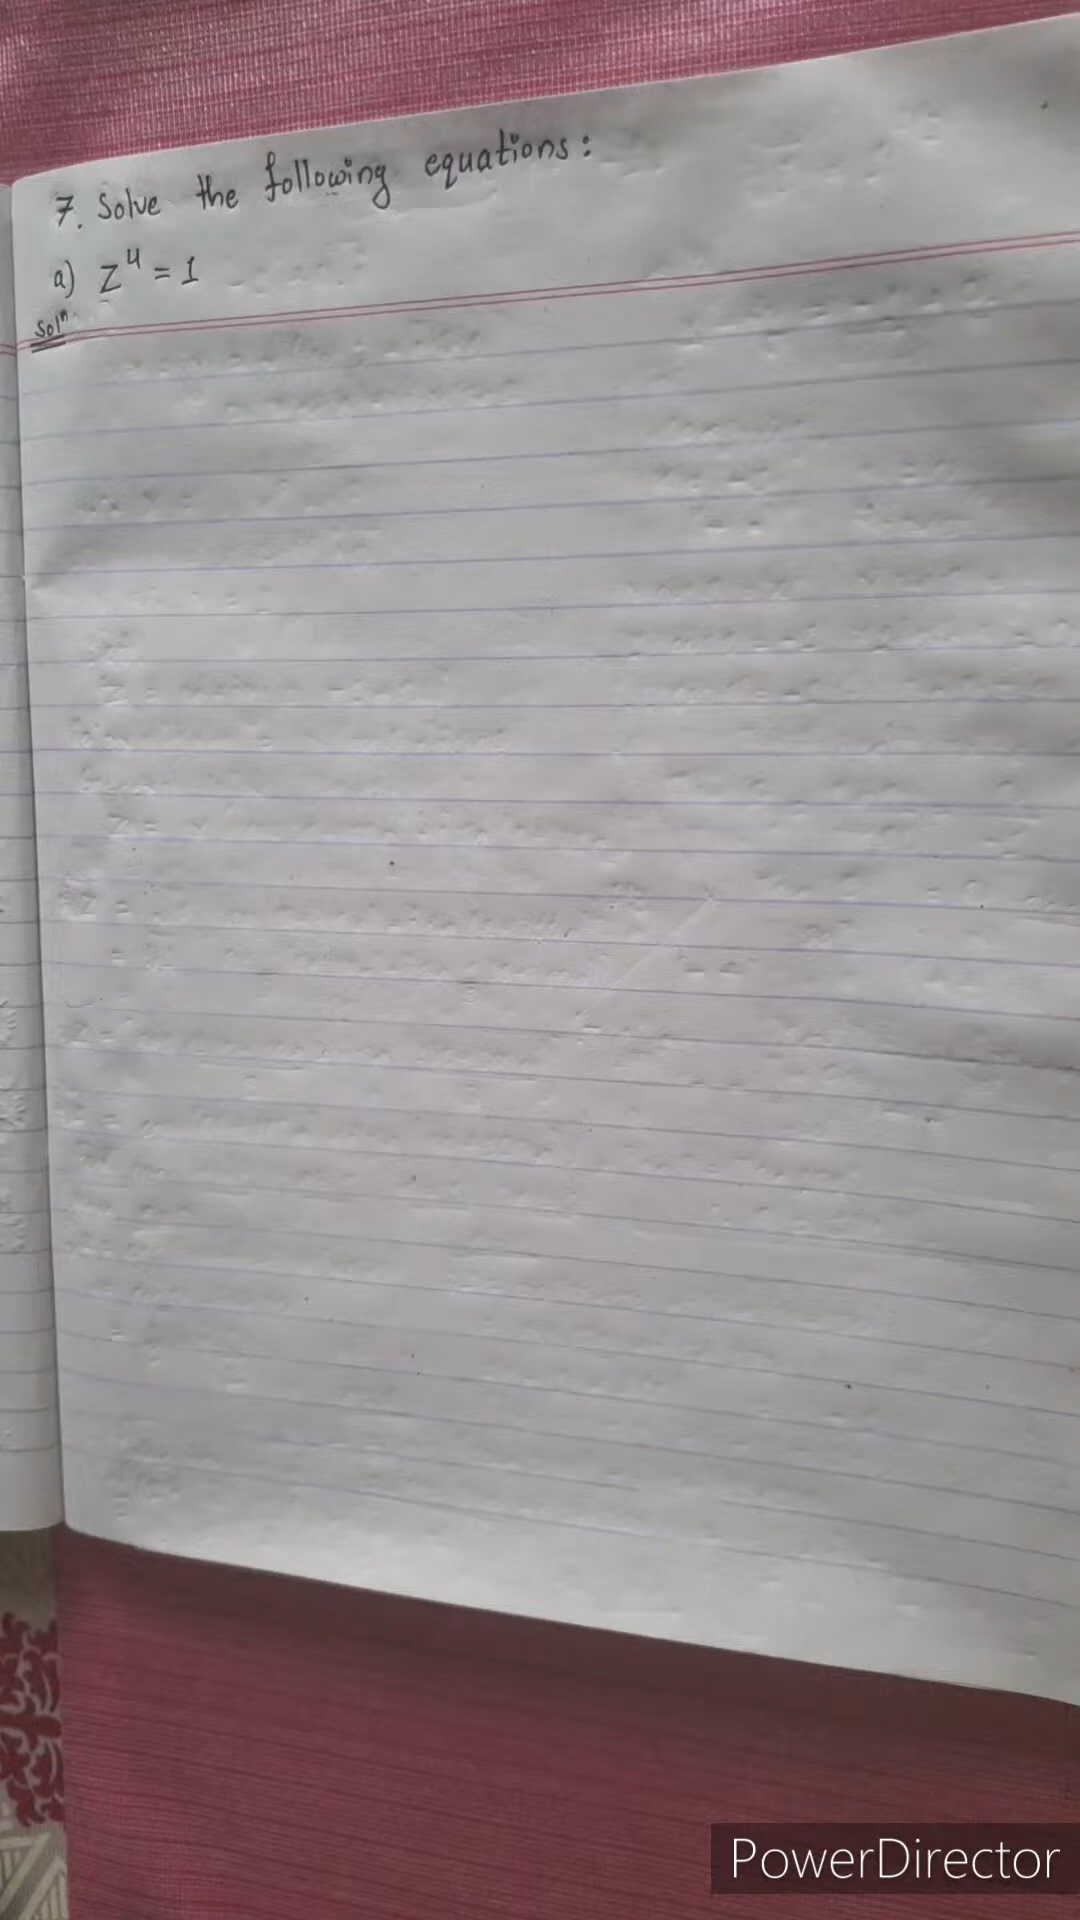 7. Solve the following equations:
a) z⁴ = 1
Solⁿ
PowerDirector